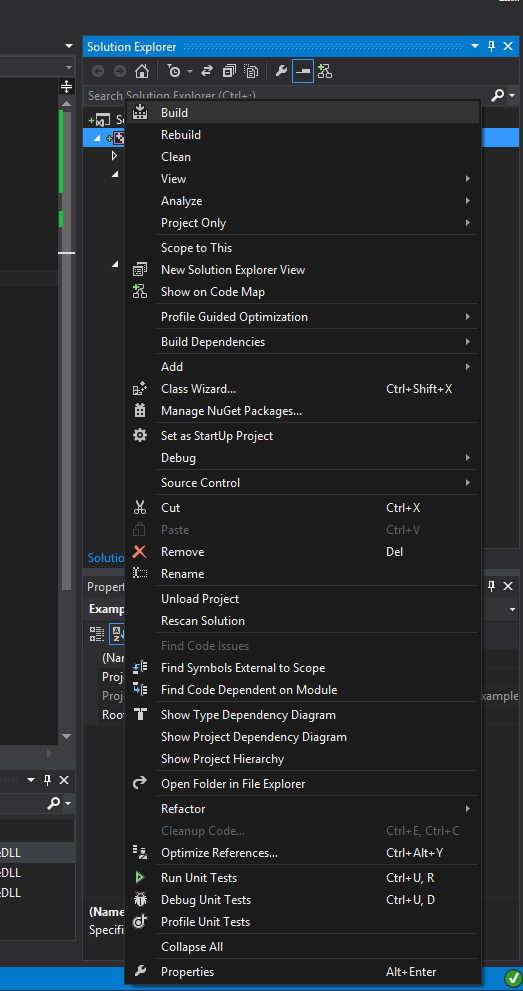 Solution Explorer
Search Solution Explorer (Ctrl+;)
Build
Rebuild
Clean
View
Analyze
Project Only
Scope to This
New Solution Explorer View
Show on Code Map
Profile Guided Optimization
Build Dependencies
Add
Class Wizard... Ctrl+Shift+X
Manage NuGet Packages...
Set as StartUp Project
Debug
Source Control
Cut Ctrl+X
Paste Ctrl+V
Remove Del
Rename
Unload Project
Rescan Solution
Find Code Issues
Find Symbols External to Scope
Find Code Dependent on Module
Show Type Dependency Diagram
Show Project Dependency Diagram
Show Project Hierarchy
Open Folder in File Explorer
Refactor
Cleanup Code... Ctrl+E, Ctrl+C
Optimize References... Ctrl+Alt+Y
Run Unit Tests Ctrl+U, R
Debug Unit Tests Ctrl+U, D
Profile Unit Tests
Collapse All
Properties Alt+Enter
Solutio
Propert
Examp
(Nar
Proj
Proj xample
Roo
DLL
DLL
DLL
(Name
Specifi